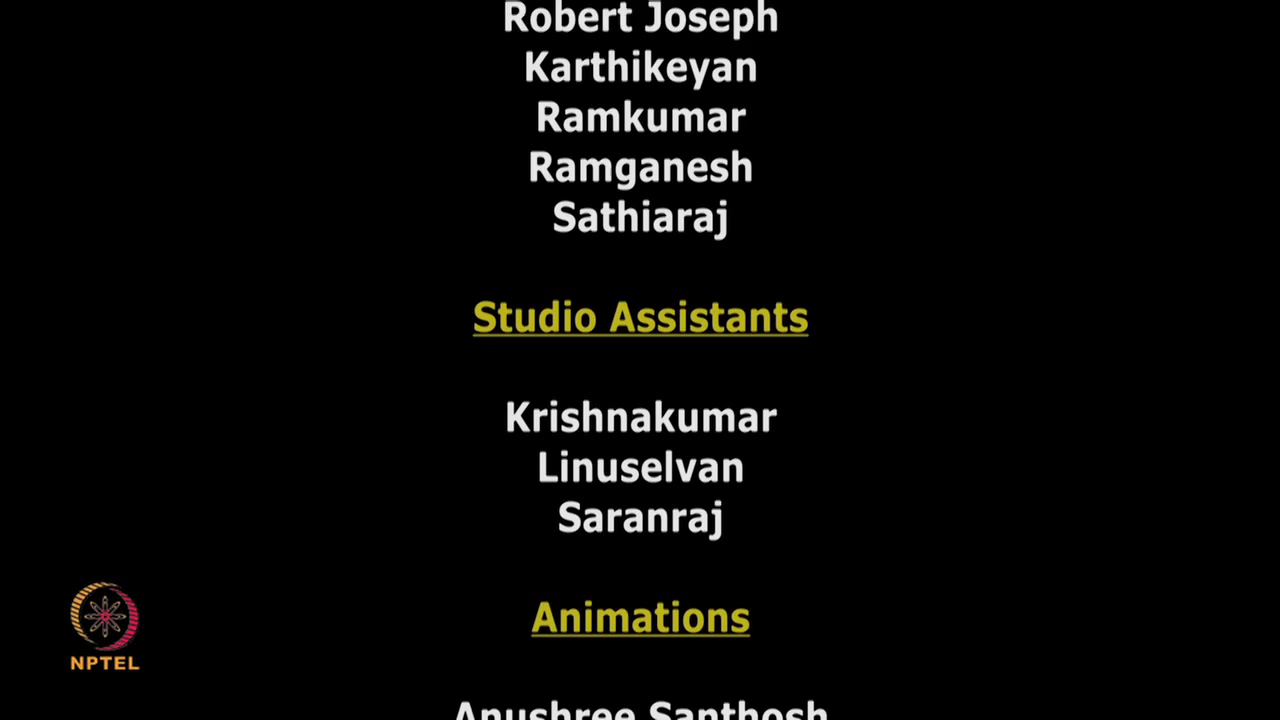 Robert Joseph
Karthikeyan
Ramkumar
Ramganesh
Sathiaraj
Studio Assistants
Krishnakumar
Linuselvan
Saranraj
Animations
Anushree Santhosh
NPTEL